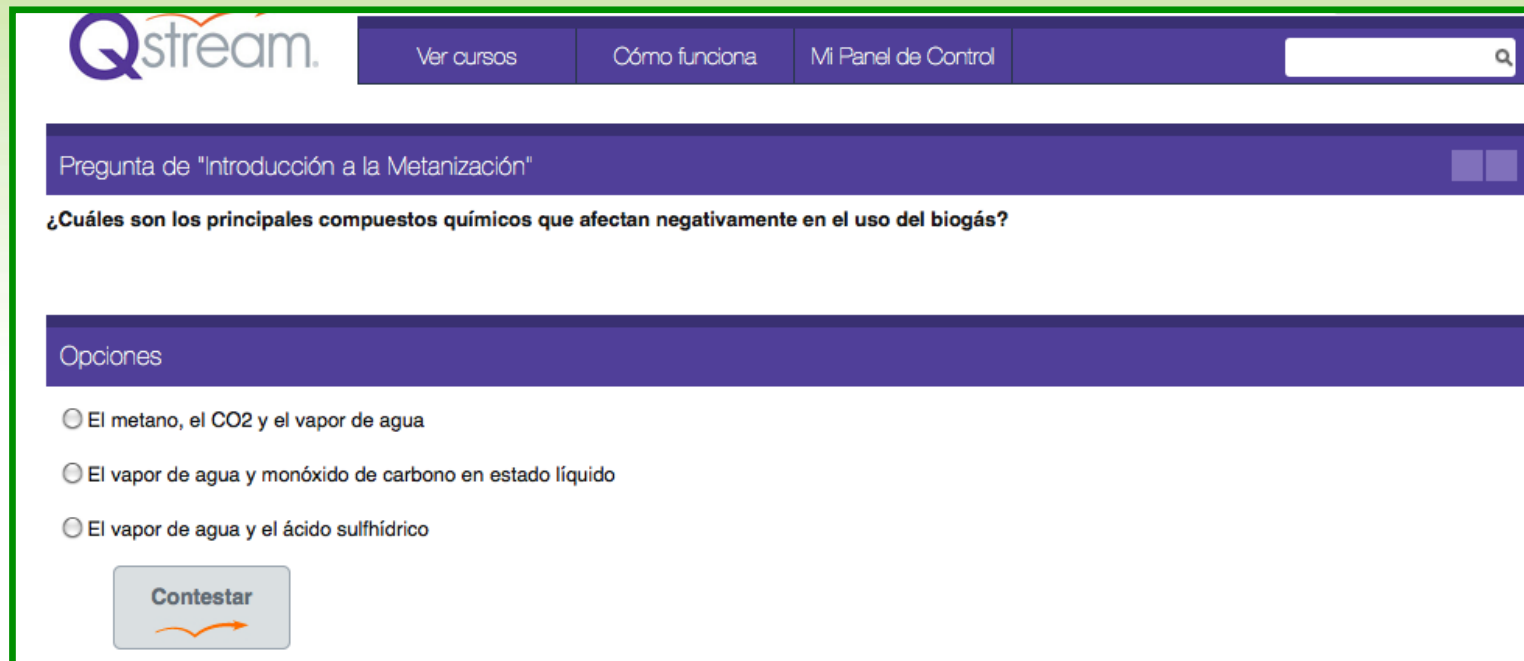 Qstream.
Ver cursos
Cómo funciona
Mi Panel de Control
Pregunta de "Introducción a la Metanización"
¿Cuáles son los principales compuestos químicos que afectan negativamente en el uso del biogás?
Opciones
El metano, el CO2 y el vapor de agua
El vapor de agua y monóxido de carbono en estado líquido
El vapor de agua y el ácido sulfhídrico
Contestar